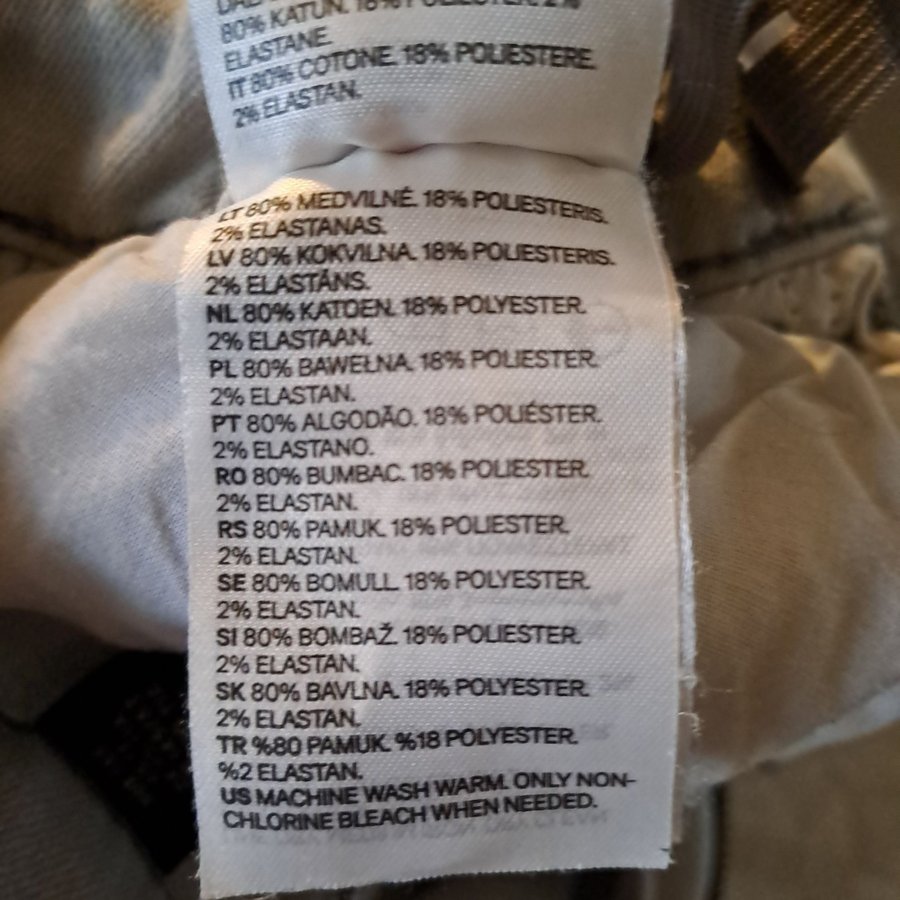 80% KATUN. 18% POLIESTER. 2%
ELASTANE.
IT 80% COTONE. 18% POLIESTERE.
2% ELASTAN.
LT 80% MEDVILNĖ. 18% POLIESTERIS.
2% ELASTANAS.
LV 80% KOKVILNA. 18% POLIESTERIS.
2% ELASTĀNS.
NL 80% KATOEN. 18% POLYESTER.
2% ELASTAAN.
PL 80% BAWEŁNA. 18% POLIESTER.
2% ELASTAN.
PT 80% ALGODÃO. 18% POLIÉSTER.
2% ELASTANO.
RO 80% BUMBAC. 18% POLIESTER.
2% ELASTAN.
RS 80% PAMUK. 18% POLIESTER.
2% ELASTAN.
SE 80% BOMULL. 18% POLYESTER.
2% ELASTAN.
SI 80% BOMBAŽ. 18% POLIESTER.
2% ELASTAN.
SK 80% BAVLNA. 18% POLYESTER.
2% ELASTAN.
TR %80 PAMUK. %18 POLYESTER.
%2 ELASTAN.
US MACHINE WASH WARM. ONLY NON-
CHLORINE BLEACH WHEN NEEDED.